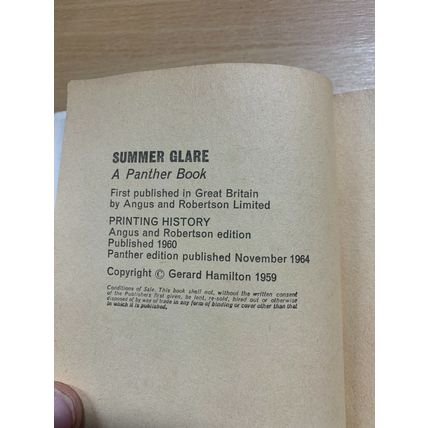 SUMMER GLARE
A Panther Book
First published in Great Britain
by Angus and Robertson Limited
PRINTING HISTORY
Angus and Robertson edition
Published 1960
Panther edition published November 1964
Copyright © Gerard Hamilton 1959
Conditions of Sale. This book shall not, without the written consent
of the Publishers first given, be lent, re-sold, hired out or otherwise
disposed of by way of trade in any form of binding or cover other than that
in which it is published.